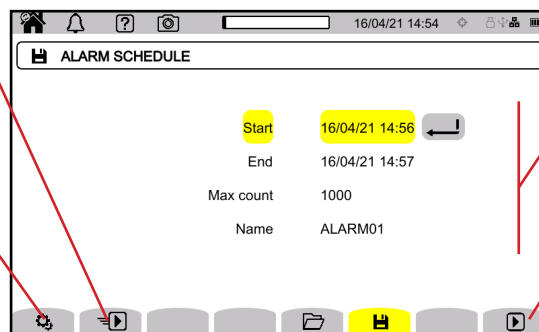 16/04/21 14:54
ALARM SCHEDULE
Start 16/04/21 14:56
End 16/04/21 14:57
Max count 1000
Name ALARM01